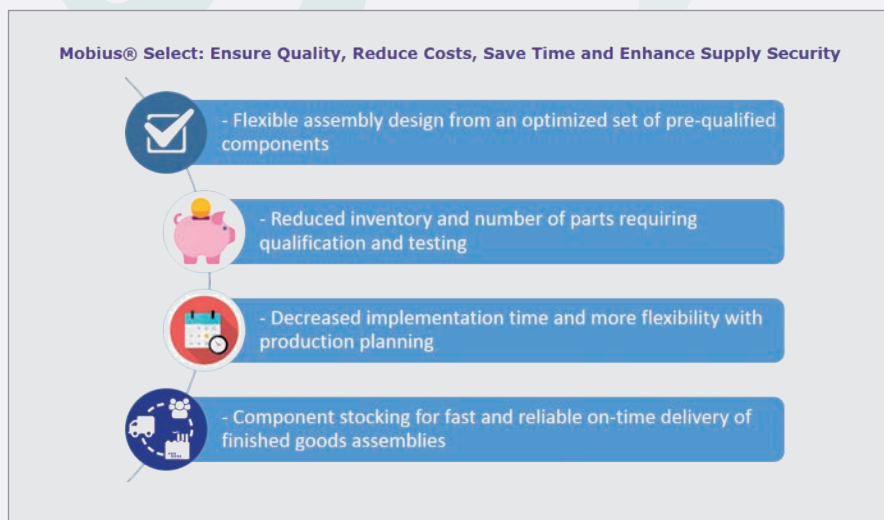 Mobius® Select: Ensure Quality, Reduce Costs, Save Time and Enhance Supply Security
- Flexible assembly design from an optimized set of pre-qualified
components
- Reduced inventory and number of parts requiring
qualification and testing
- Decreased implementation time and more flexibility with
production planning
- Component stocking for fast and reliable on-time delivery of
finished goods assemblies